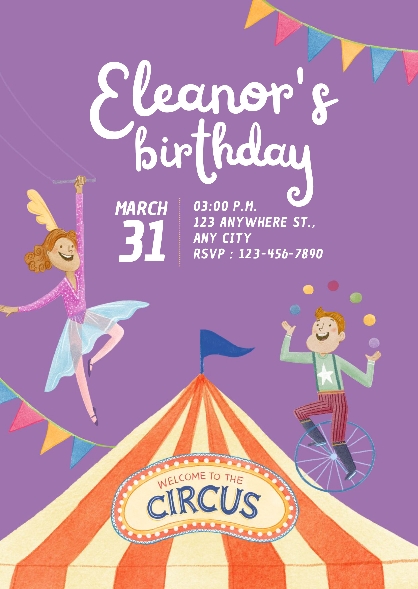 Eleanor's
birthday
MARCH
31
03:00 P.M.
123 ANYWHERE ST.,
ANY CITY
RSVP : 123-456-7890
WELCOME TO THE
CIRCUS